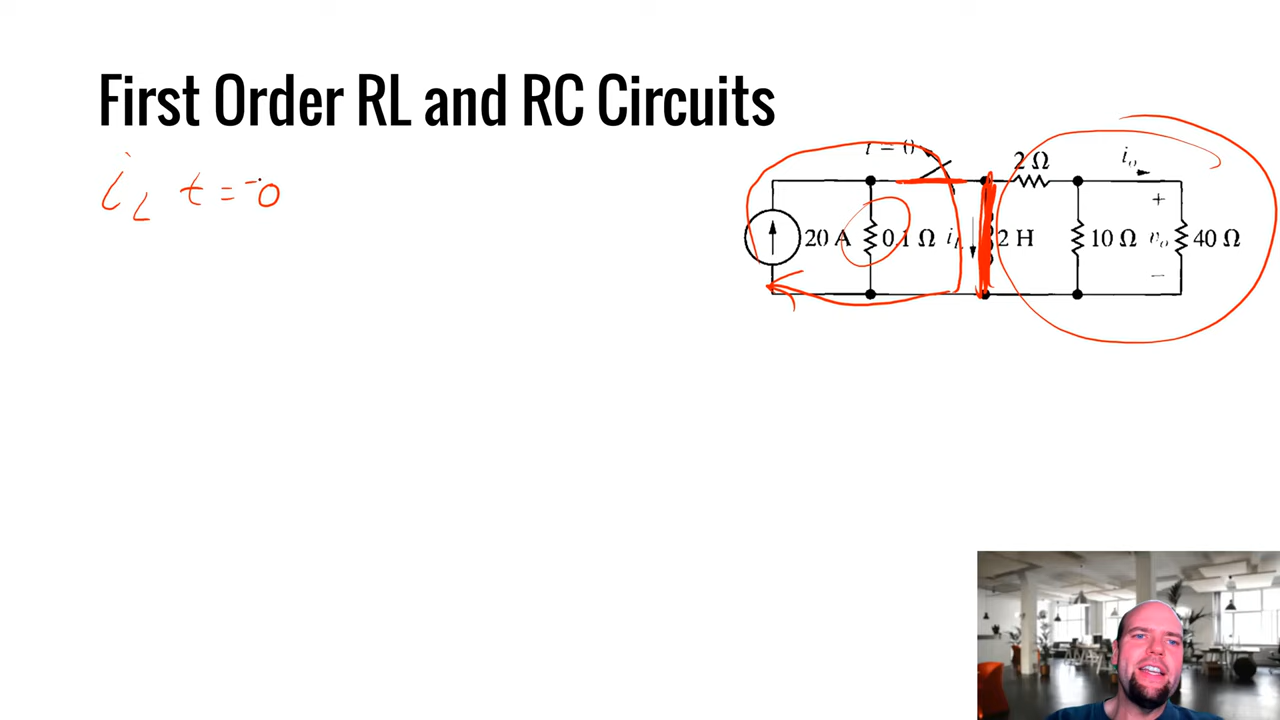 First Order RL and RC Circuits
i_L t = -0
t = 0
2 Ω
i_o
20 A
0.1 Ω
i_L
2 H
10 Ω
+
v_o
−
40 Ω